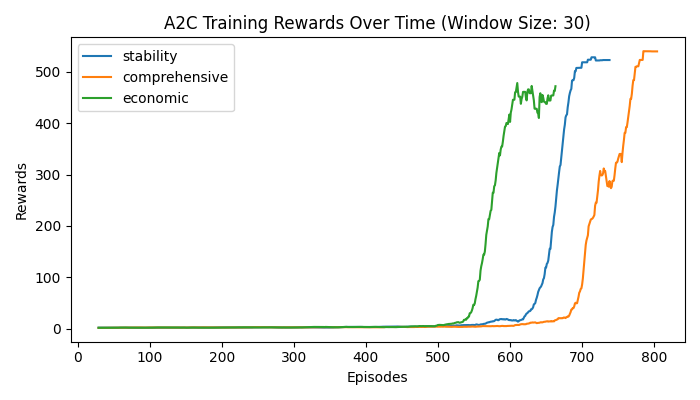 A2C Training Rewards Over Time (Window Size: 30)
stability
comprehensive
economic
Rewards
500
400
300
200
100
0
0 100 200 300 400 500 600 700 800
Episodes